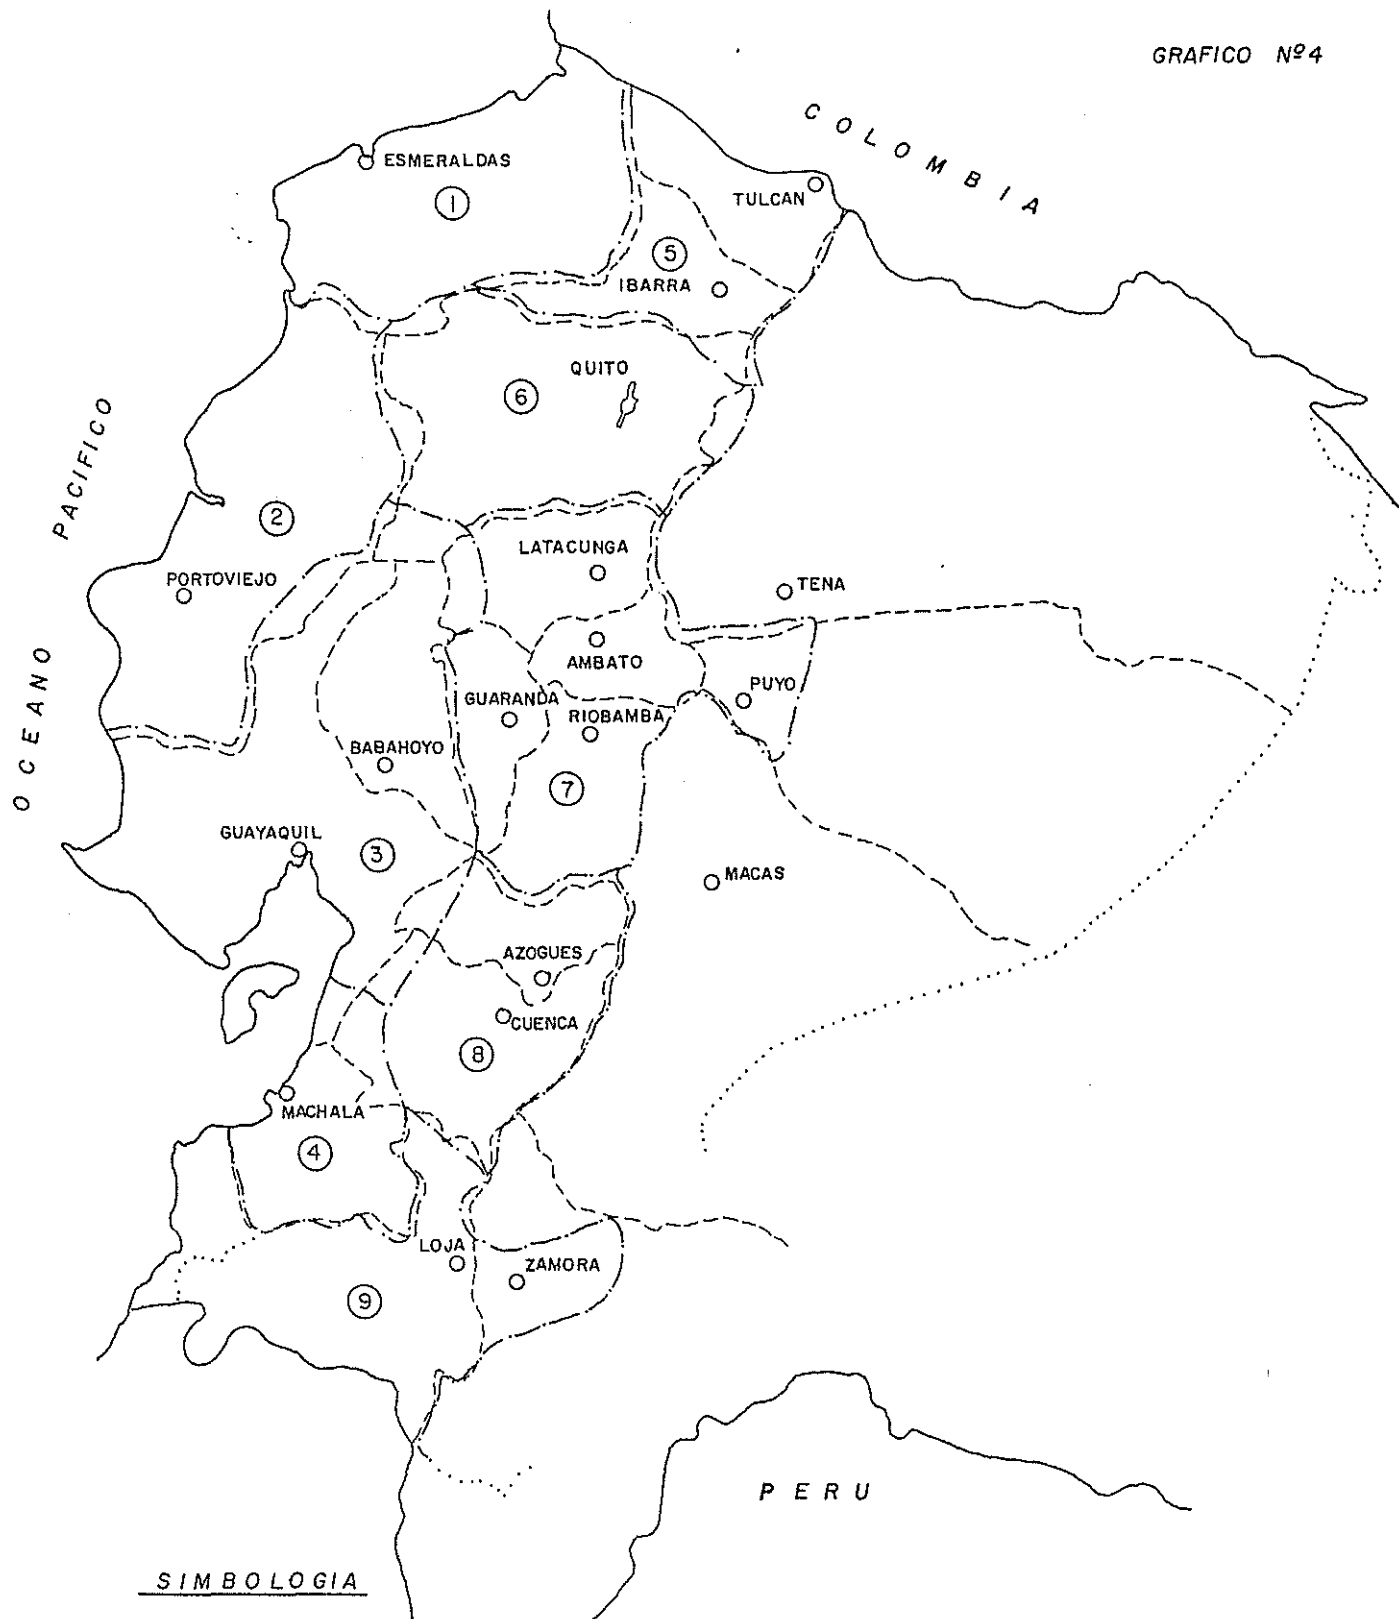 GRAFICO Nº4
COLOMBIA
ESMERALDAS
1
TULCAN
5
IBARRA
QUITO
6
OCEANO PACIFICO
2
LATACUNGA
PORTOVIEJO
TENA
AMBATO
PUYO
GUARANDA
RIOBAMBA
BABAHOYO
7
GUAYAQUIL
3
MACAS
AZOGUES
CUENCA
8
MACHALA
4
LOJA
ZAMORA
9
PERU
SIMBOLOGIA